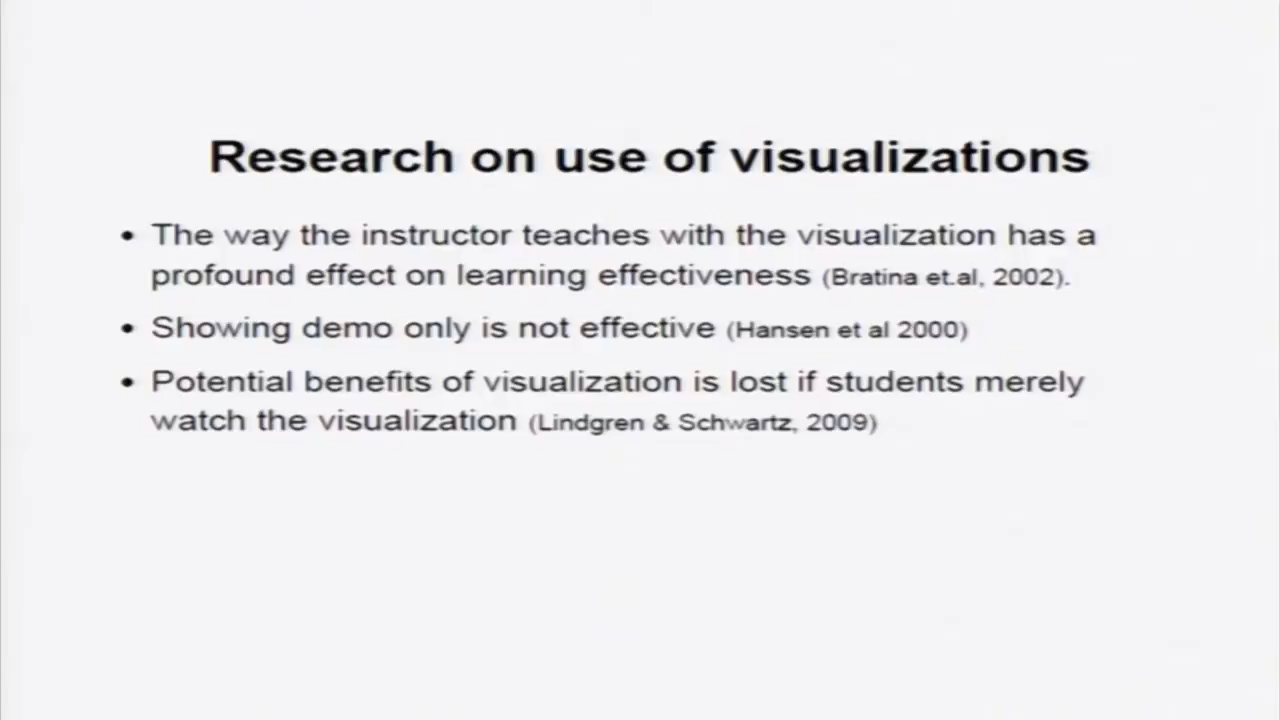 Research on use of visualizations
• The way the instructor teaches with the visualization has a
profound effect on learning effectiveness (Bratina et.al, 2002).
• Showing demo only is not effective (Hansen et al 2000)
• Potential benefits of visualization is lost if students merely
watch the visualization (Lindgren & Schwartz, 2009)